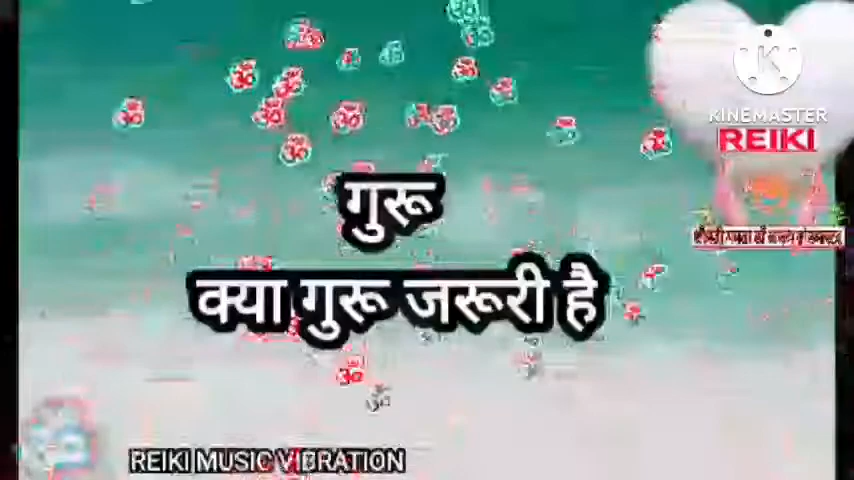 KINEMASTER
REIKI
गुरू
क्या गुरू जरूरी है
REIKI MUSIC VIBRATION